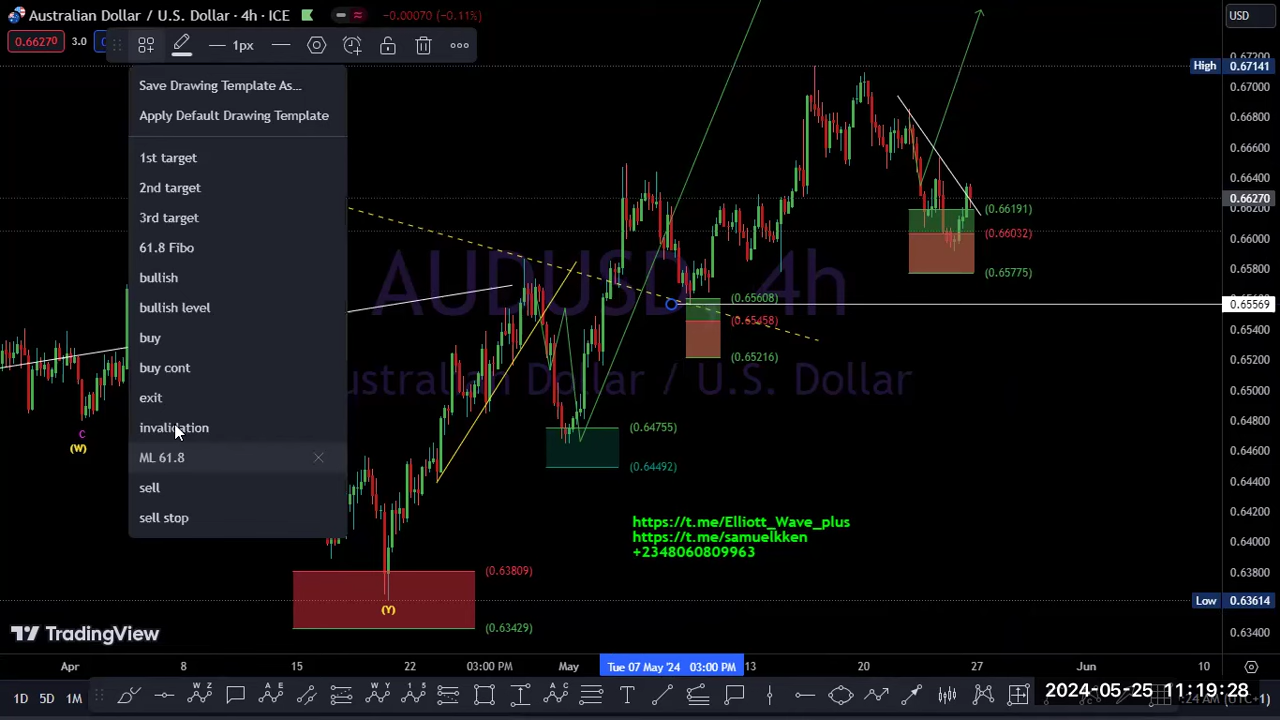 Australian Dollar / U.S. Dollar · 4h · ICE
−0.00070 (−0.11%)
USD
0.66270
3.0
1px
Save Drawing Template As...
Apply Default Drawing Template
1st target
2nd target
3rd target
61.8 Fibo
bullish
bullish level
buy
buy cont
exit
invalidation
ML 61.8
sell
sell stop
AUDUSD, 4h
Australian Dollar / U.S. Dollar
C
(W)
(Y)
(0.66191)
(0.66032)
(0.65775)
(0.65608)
(0.65458)
(0.65216)
(0.64755)
(0.64492)
(0.63809)
(0.63429)
https://t.me/Elliott_Wave_plus
https://t.me/samuelkken
+2348060809963
High 0.67141
0.67000
0.66800
0.66600
0.66400
0.66270
0.66000
0.65800
0.65569
0.65400
0.65200
0.65000
0.64800
0.64600
0.64400
0.64200
0.64000
0.63800
Low 0.63614
0.63400
TradingView
Apr 8 15 22 03:00 PM May Tue 07 May '24 03:00 PM 13 20 27 Jun 10
1D 5D 1M
2024-05-25 11:19:28